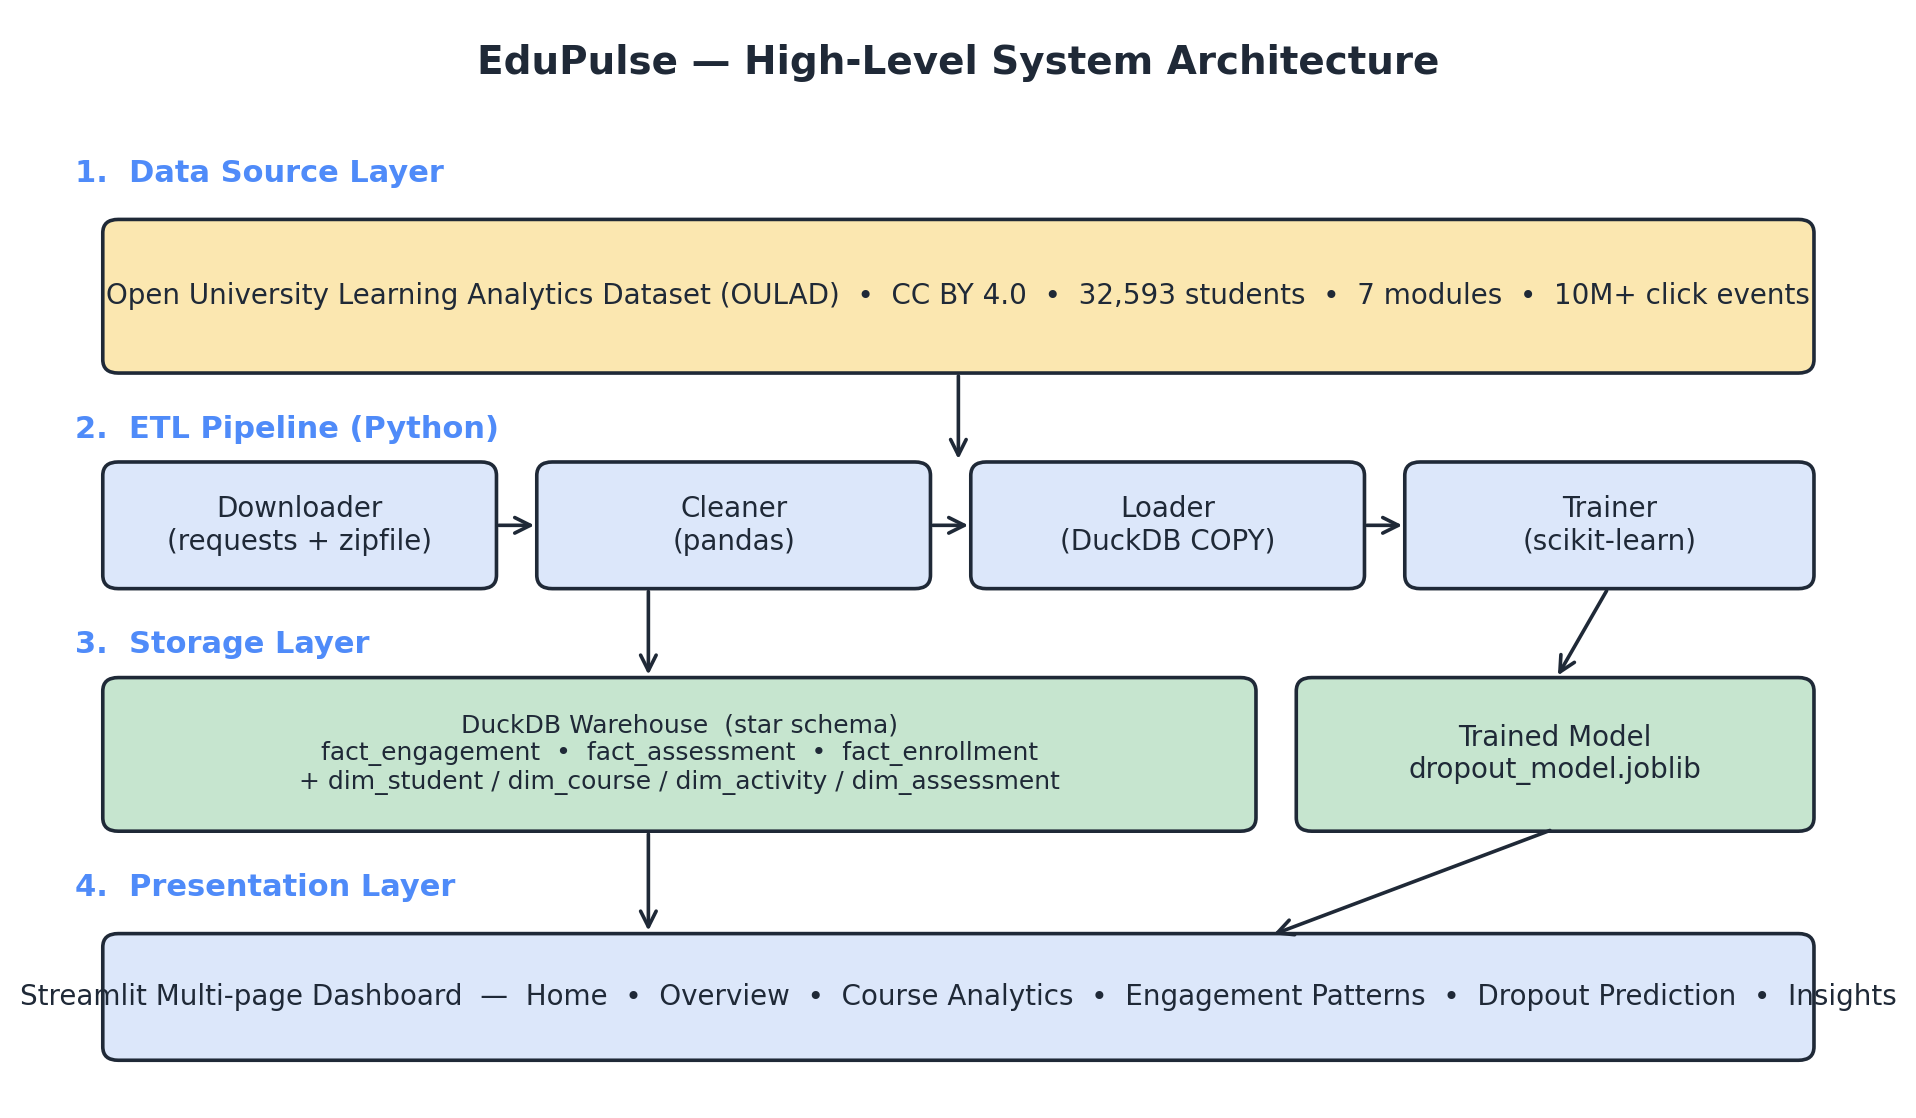 EduPulse — High-Level System Architecture
1. Data Source Layer
Open University Learning Analytics Dataset (OULAD) • CC BY 4.0 • 32,593 students • 7 modules • 10M+ click events
2. ETL Pipeline (Python)
Downloader
(requests + zipfile)
Cleaner
(pandas)
Loader
(DuckDB COPY)
Trainer
(scikit-learn)
3. Storage Layer
DuckDB Warehouse (star schema)
fact_engagement • fact_assessment • fact_enrollment
+ dim_student / dim_course / dim_activity / dim_assessment
Trained Model
dropout_model.joblib
4. Presentation Layer
Streamlit Multi-page Dashboard — Home • Overview • Course Analytics • Engagement Patterns • Dropout Prediction • Insights